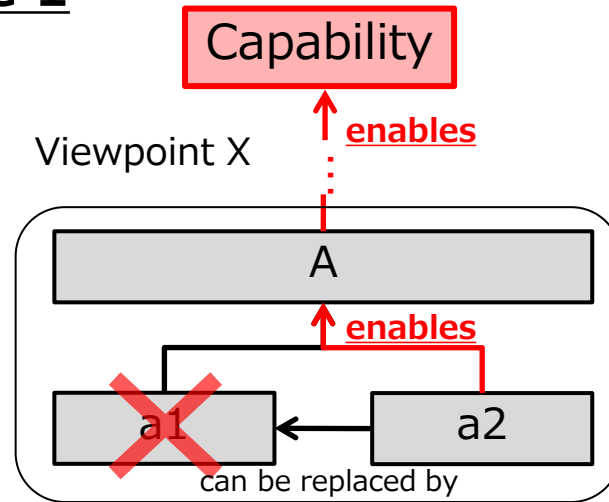 Capability
enables
Viewpoint X
A
enables
a1
a2
can be replaced by